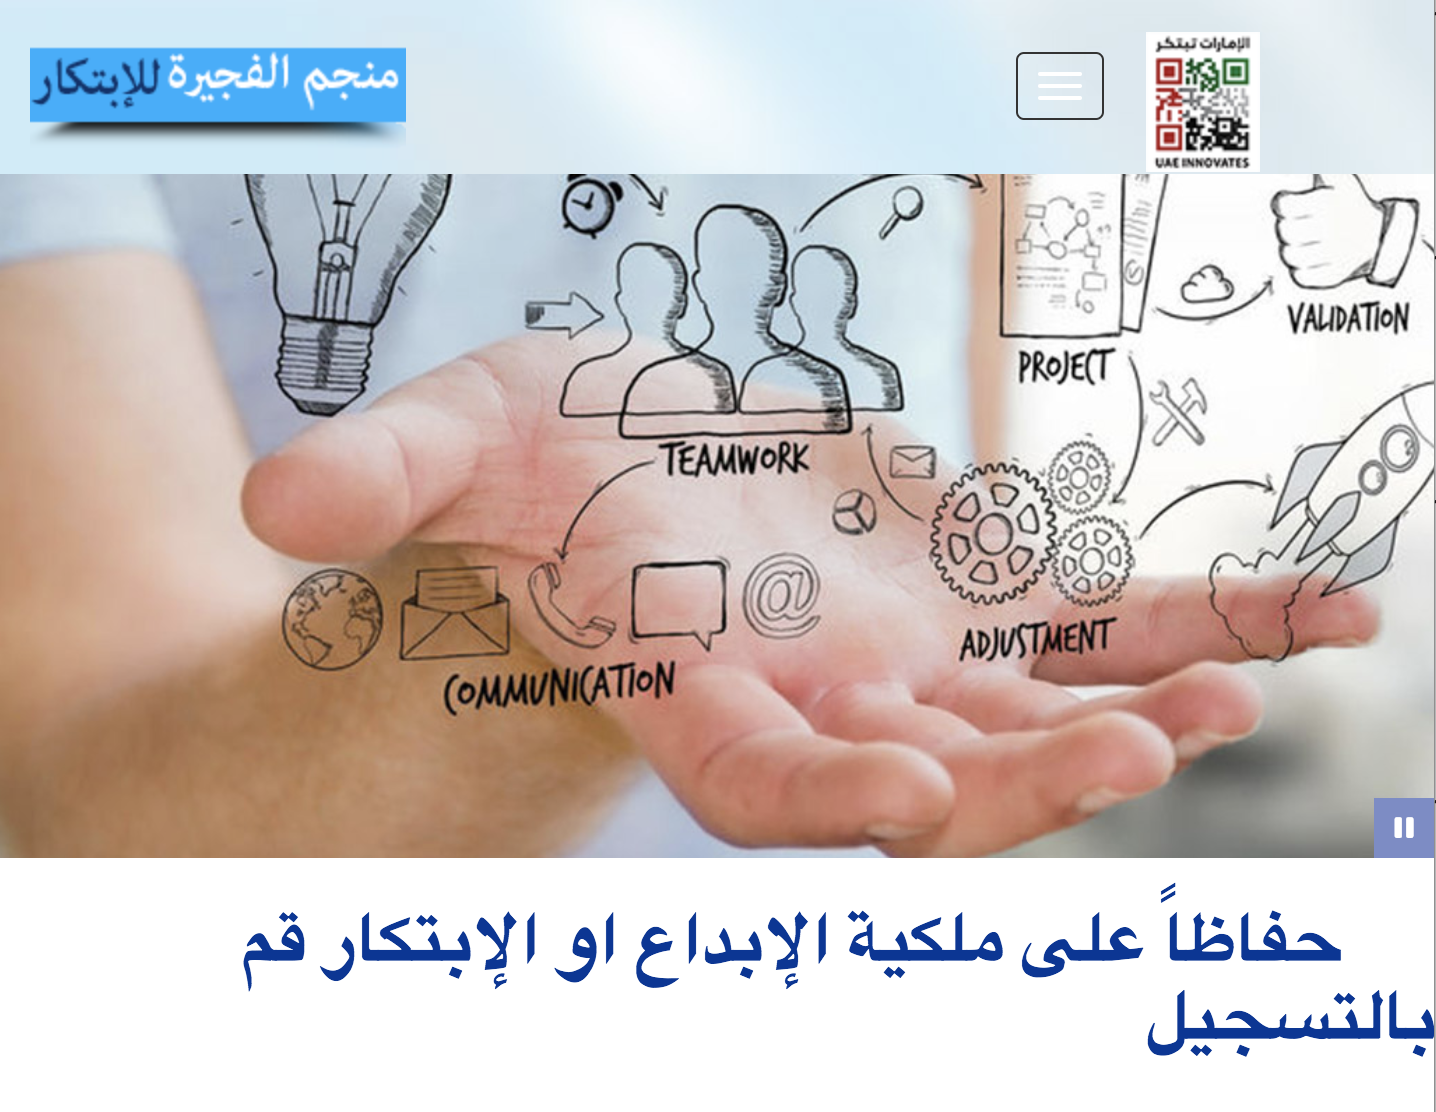 منجم الفجيرة للإبتكار
الإمارات تبتكر
UAE INNOVATES
VALIDATION
PROJECT
TEAMWORK
ADJUSTMENT
COMMUNICATION
@
حفاظاً على ملكية الإبداع او الإبتكار قم
بالتسجيل